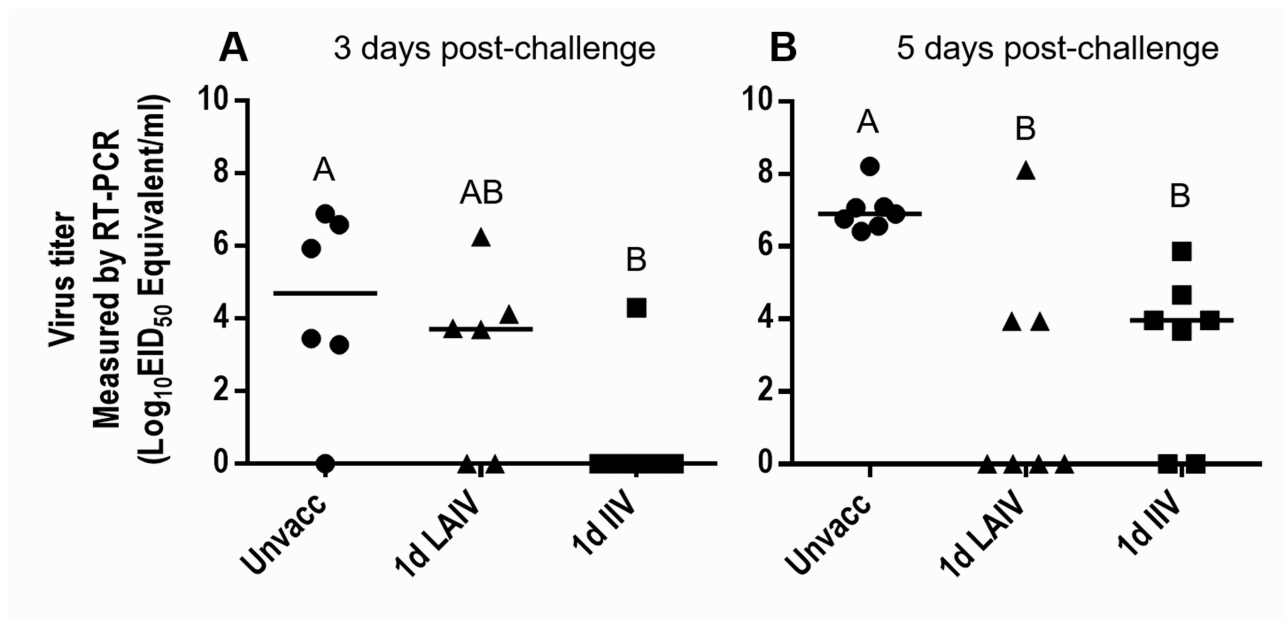 A 3 days post-challenge
B 5 days post-challenge
Virus titer
Measured by RT-PCR
(Log10EID50 Equivalent/ml)
10
8
6
4
2
0
A
AB
B
Unvacc
1d LAIV
1d IIV
10
8
6
4
2
0
A
B
B
Unvacc
1d LAIV
1d IIV